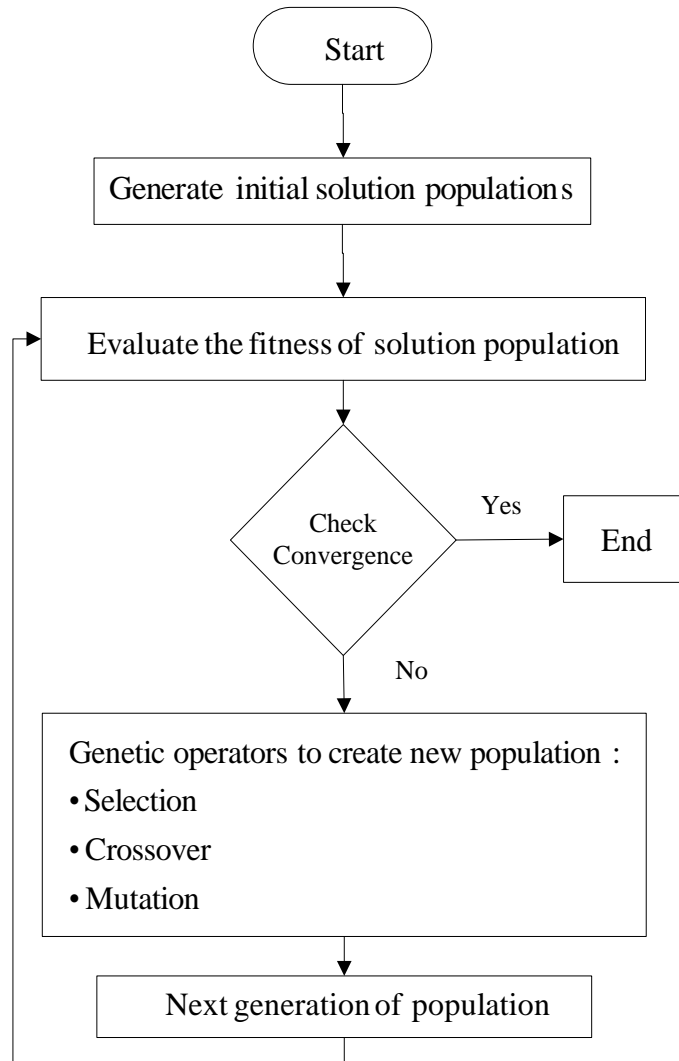 Start
Generate initial solution populations
Evaluate the fitness of solution population
Check
Convergence
Yes
End
No
Genetic operators to create new population :
• Selection
• Crossover
• Mutation
Next generation of population